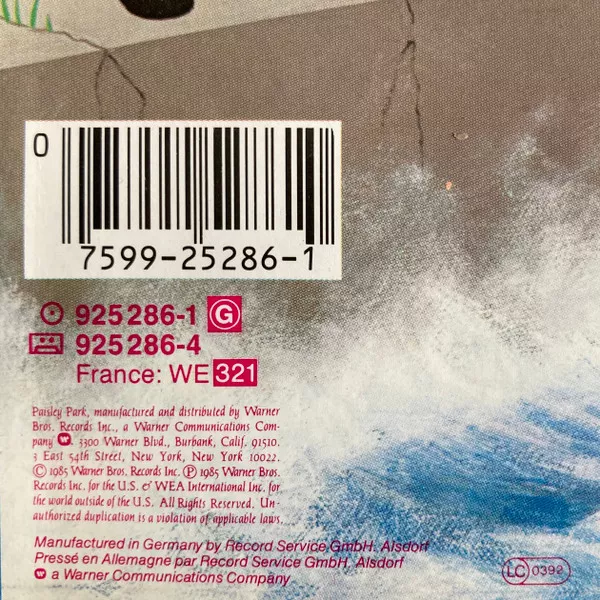 0
7599-25286-1
925 286-1 G
925 286-4
France: WE 321
Paisley Park, manufactured and distributed by Warner
Bros. Records Inc., a Warner Communications Com-
pany W. 3300 Warner Blvd., Burbank, Calif. 91510.
3 East 54th Street, New York, New York 10022.
© 1985 Warner Bros. Records Inc. ℗ 1985 Warner Bros.
Records Inc. for the U.S. & WEA International Inc. for
the world outside of the U.S. All Rights Reserved. Un-
authorized duplication is a violation of applicable laws.
Manufactured in Germany by Record Service GmbH. Alsdorf
Pressé en Allemagne par Record Service GmbH. Alsdorf
W a Warner Communications Company
LC 0392